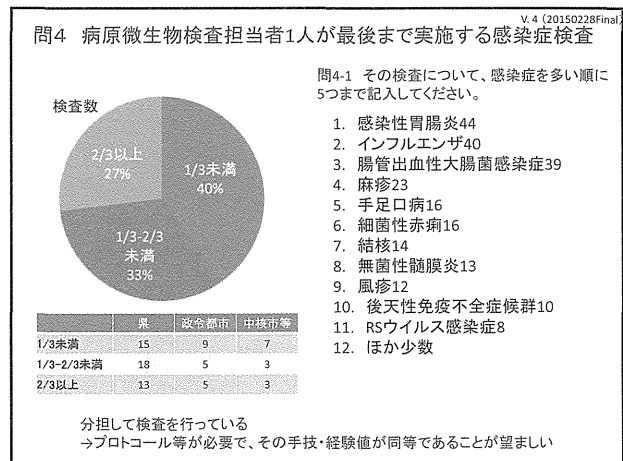 V. 4 (20150228Final)
問4 病原微生物検査担当者1人が最後まで実施する感染症検査
検査数
2/3以上
27%
1/3未満
40%
1/3-2/3
未満
33%
県 政令都市 中核市等
1/3未満 15 9 7
1/3-2/3未満 18 5 3
2/3以上 13 5 3
問4-1 その検査について、感染症を多い順に
5つまで記入してください。
1. 感染性胃腸炎44
2. インフルエンザ40
3. 腸管出血性大腸菌感染症39
4. 麻疹23
5. 手足口病16
6. 細菌性赤痢16
7. 結核14
8. 無菌性髄膜炎13
9. 風疹12
10. 後天性免疫不全症候群10
11. RSウイルス感染症8
12. ほか少数
分担して検査を行っている
→プロトコール等が必要で、その手技・経験値が同等であることが望ましい